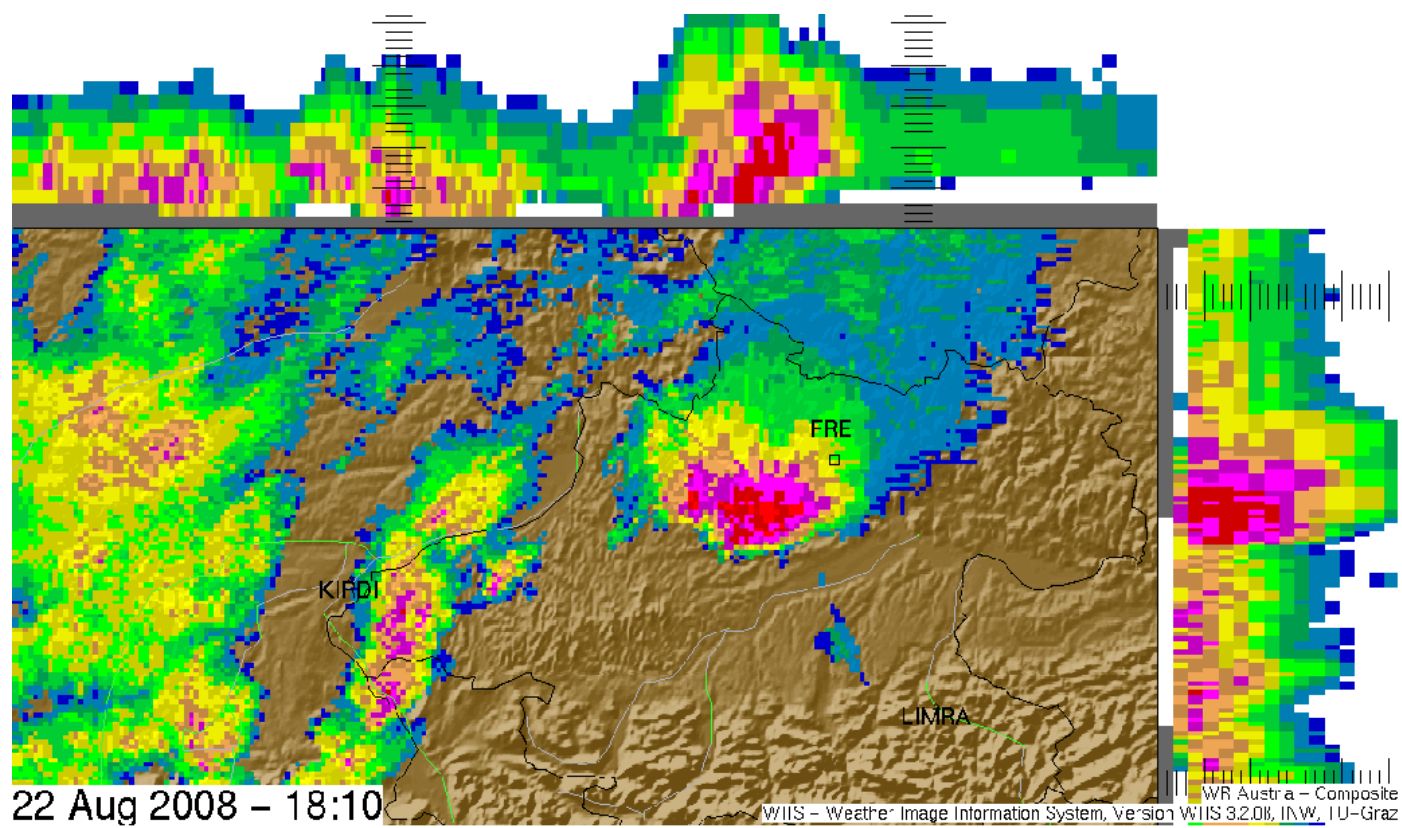 FRE
KIRDI
LIMRA
22 Aug 2008 – 18:10
WR Austria – Composite
WIIS – Weather Image Information System, Version WIIS 3.2.08, INW, TU–Graz